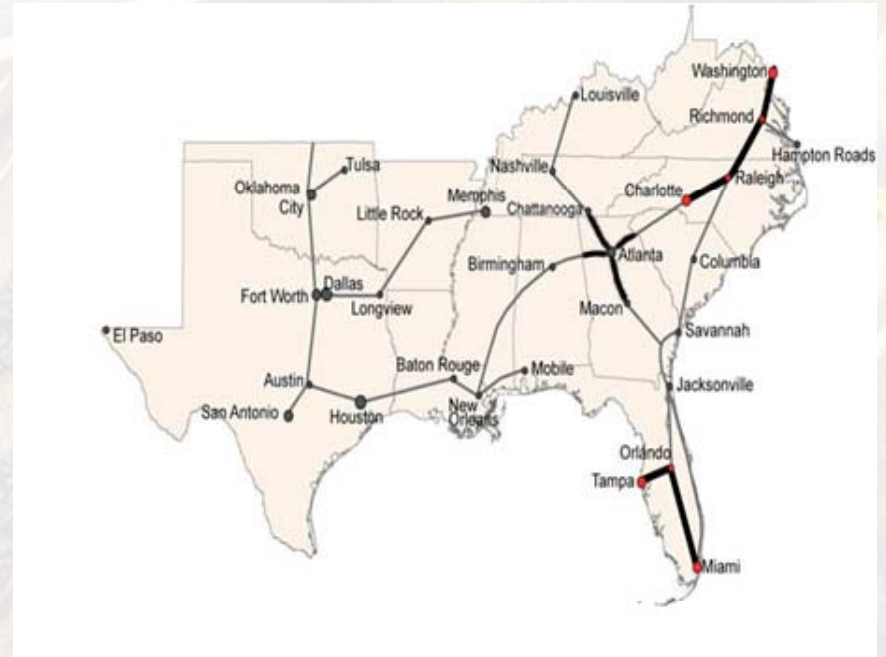 Washington
Louisville
Richmond
Hampton Roads
Tulsa
Nashville
Raleigh
Oklahoma
City
Memphis
Charlotte
Little Rock
Chattanooga
Atlanta
Columbia
Birmingham
Dallas
Fort Worth
Longview
Macon
El Paso
Savannah
Baton Rouge
Mobile
Austin
Jacksonville
San Antonio
Houston
New
Orleans
Orlando
Tampa
Miami